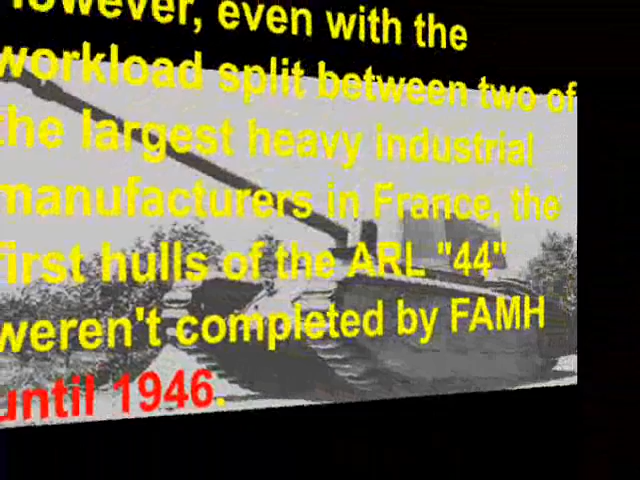 However, even with the
workload split between two of
the largest heavy industrial
manufacturers in France, the
first hulls of the ARL "44"
weren't completed by FAMH
until 1946.